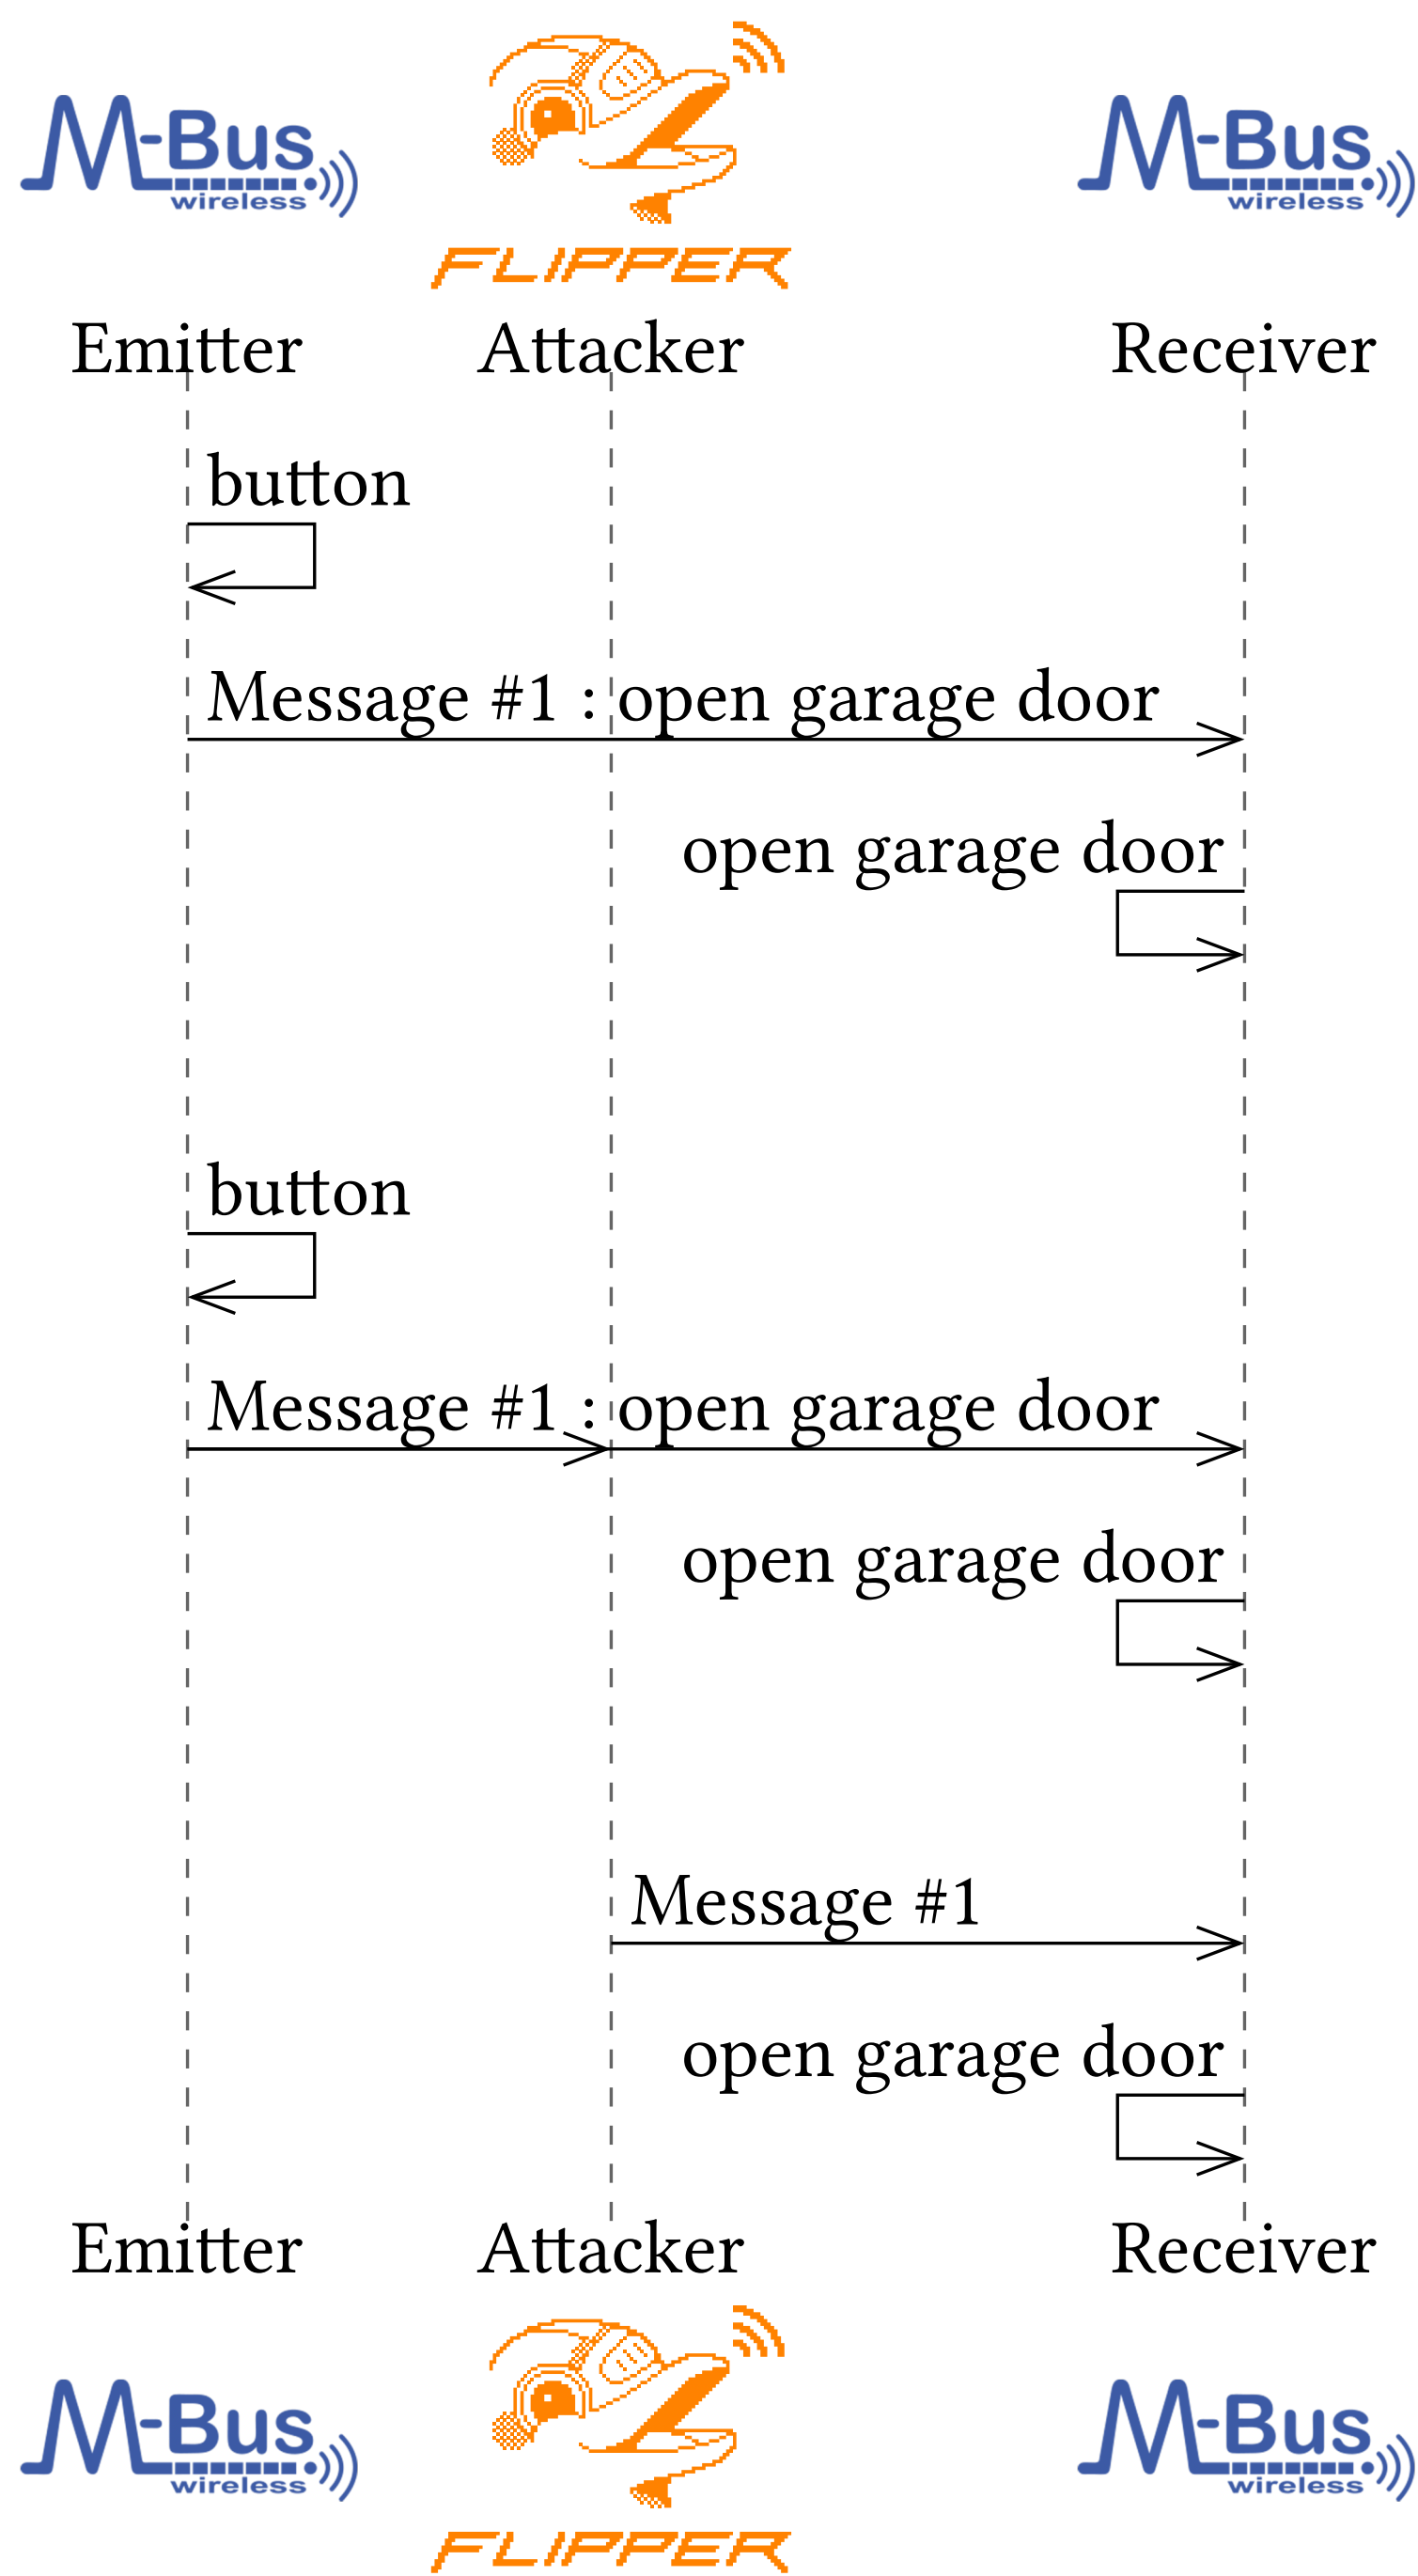 M-Bus
wireless
FLIPPER
M-Bus
wireless
Emitter
Attacker
Receiver
button
Message #1 : open garage door
open garage door
button
Message #1 : open garage door
open garage door
Message #1
open garage door
Emitter
Attacker
Receiver
M-Bus
wireless
FLIPPER
M-Bus
wireless